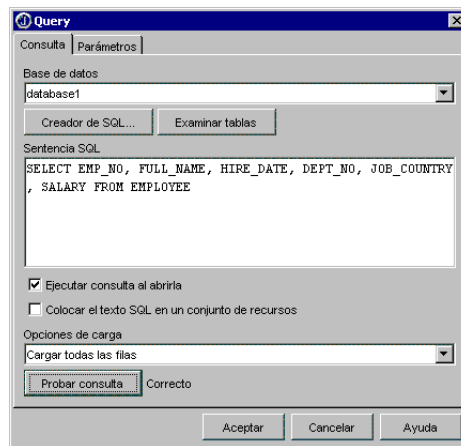 Query
Consulta Parámetros
Base de datos
database1
Creador de SQL... Examinar tablas
Sentencia SQL
SELECT EMP_NO, FULL_NAME, HIRE_DATE, DEPT_NO, JOB_COUNTRY
, SALARY FROM EMPLOYEE
Ejecutar consulta al abrirla
Colocar el texto SQL en un conjunto de recursos
Opciones de carga
Cargar todas las filas
Probar consulta Correcto
Aceptar Cancelar Ayuda